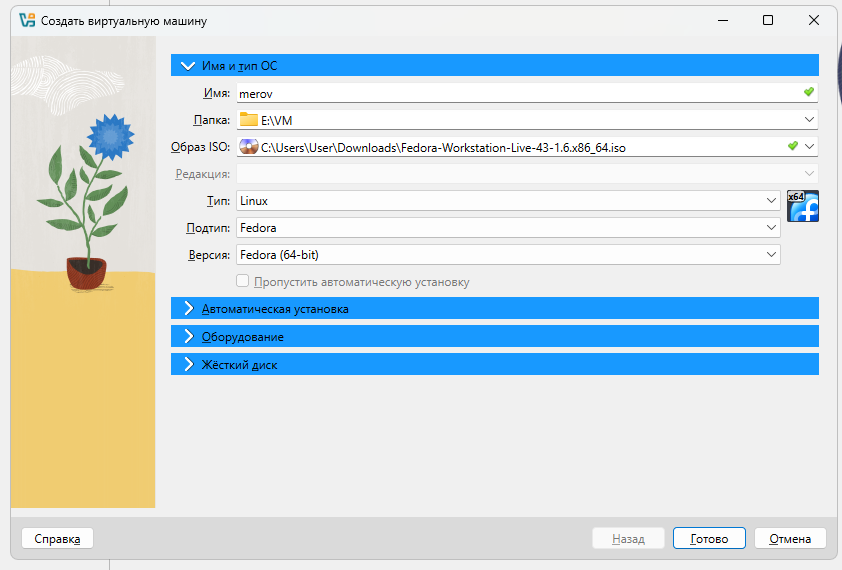 Создать виртуальную машину
Имя и тип ОС
Имя: merov
Папка: E:\VM
Образ ISO: C:\Users\User\Downloads\Fedora-Workstation-Live-43-1.6.x86_64.iso
Редакция:
Тип: Linux
x64
Подтип: Fedora
Версия: Fedora (64-bit)
Пропустить автоматическую установку
Автоматическая установка
Оборудование
Жёсткий диск
Справка Назад Готово Отмена